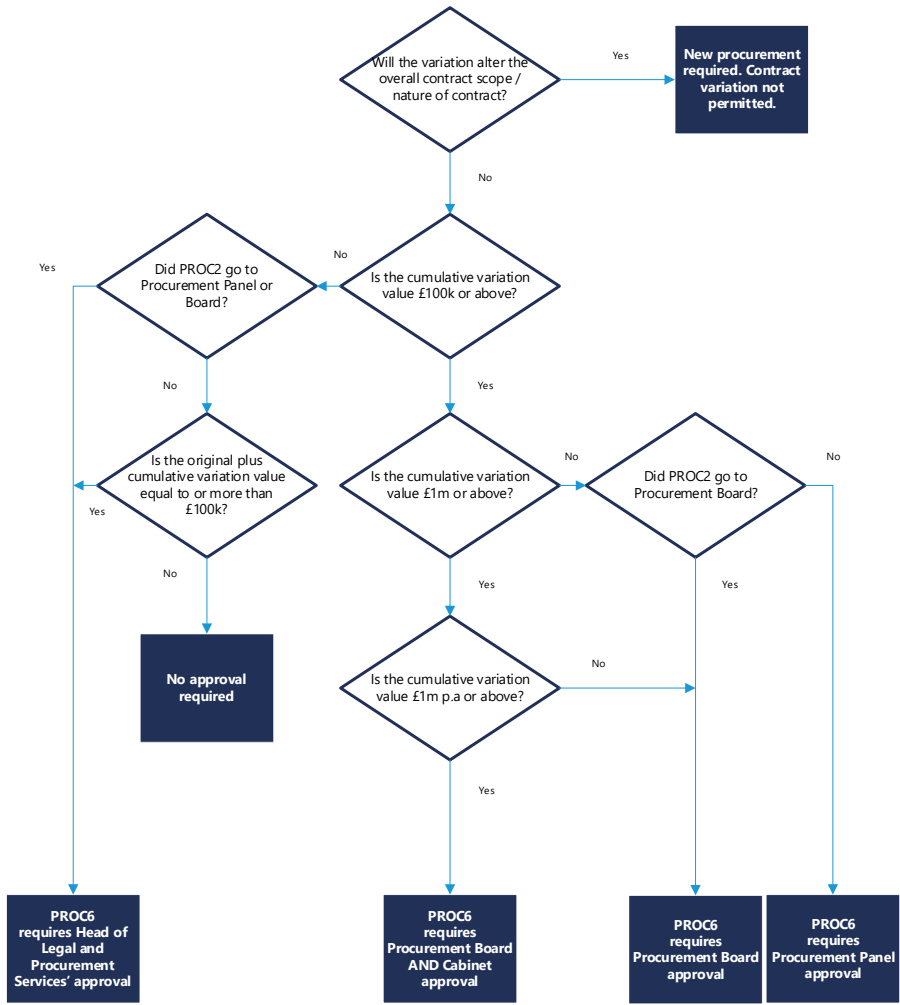 Will the variation alter the
overall contract scope /
nature of contract?
Yes
New procurement
required. Contract
variation not
permitted.
No
Yes
Did PROC2 go to
Procurement Panel or
Board?
No
Is the cumulative variation
value £100k or above?
No
Yes
Is the original plus
cumulative variation value
equal to or more than
£100k?
Yes
Is the cumulative variation
value £1m or above?
No
Did PROC2 go to
Procurement Board?
No
No
Yes
Yes
No approval
required
Is the cumulative variation
value £1m p.a or above?
No
Yes
PROC6
requires Head of
Legal and
Procurement
Services’ approval
PROC6
requires
Procurement Board
AND Cabinet
approval
PROC6
requires
Procurement Board
approval
PROC6
requires
Procurement Panel
approval